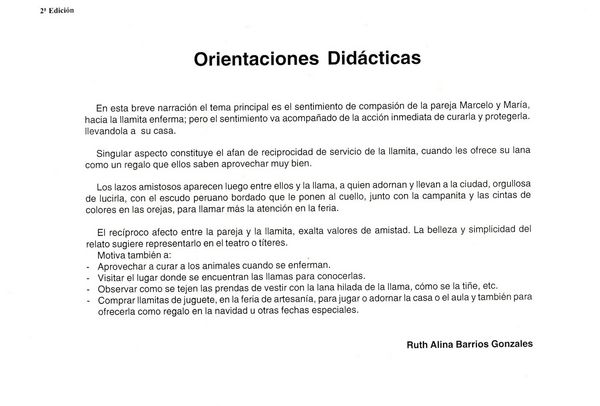 2ª Edición
Orientaciones Didácticas
En esta breve narración el tema principal es el sentimiento de compasión de la pareja Marcelo y María,
hacia la llamita enferma; pero el sentimiento va acompañado de la acción inmediata de curarla y protegerla.
llevandola a su casa.
Singular aspecto constituye el afan de reciprocidad de servicio de la llamita, cuando les ofrece su lana
como un regalo que ellos saben aprovechar muy bien.
Los lazos amistosos aparecen luego entre ellos y la llama, a quien adornan y llevan a la ciudad, orgullosa
de lucirla, con el escudo peruano bordado que le ponen al cuello, junto con la campanita y las cintas de
colores en las orejas, para llamar más la atención en la feria.
El recíproco afecto entre la pareja y la llamita, exalta valores de amistad. La belleza y simplicidad del
relato sugiere representarlo en el teatro o títeres.
Motiva también a:
- Aprovechar a curar a los animales cuando se enferman.
- Visitar el lugar donde se encuentran las llamas para conocerlas.
- Observar como se tejen las prendas de vestir con la lana hilada de la llama, cómo se la tiñe, etc.
- Comprar llamitas de juguete, en la feria de artesanía, para jugar o adornar la casa o el aula y también para
ofrecerla como regalo en la navidad u otras fechas especiales.
Ruth Alina Barrios Gonzales